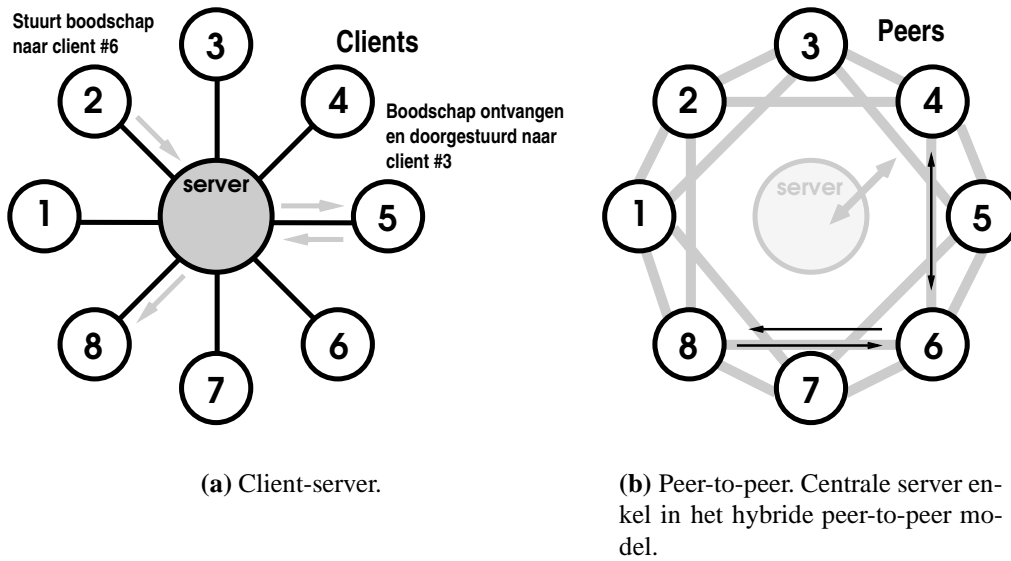 Stuurt boodschap
naar client #6
Clients
3
2
4
Boodschap ontvangen
en doorgestuurd naar
client #3
server
1
5
8
6
7
(a) Client-server.
Peers
3
2
4
server
1
5
8
6
7
(b) Peer-to-peer. Centrale server en-
kel in het hybride peer-to-peer mo-
del.